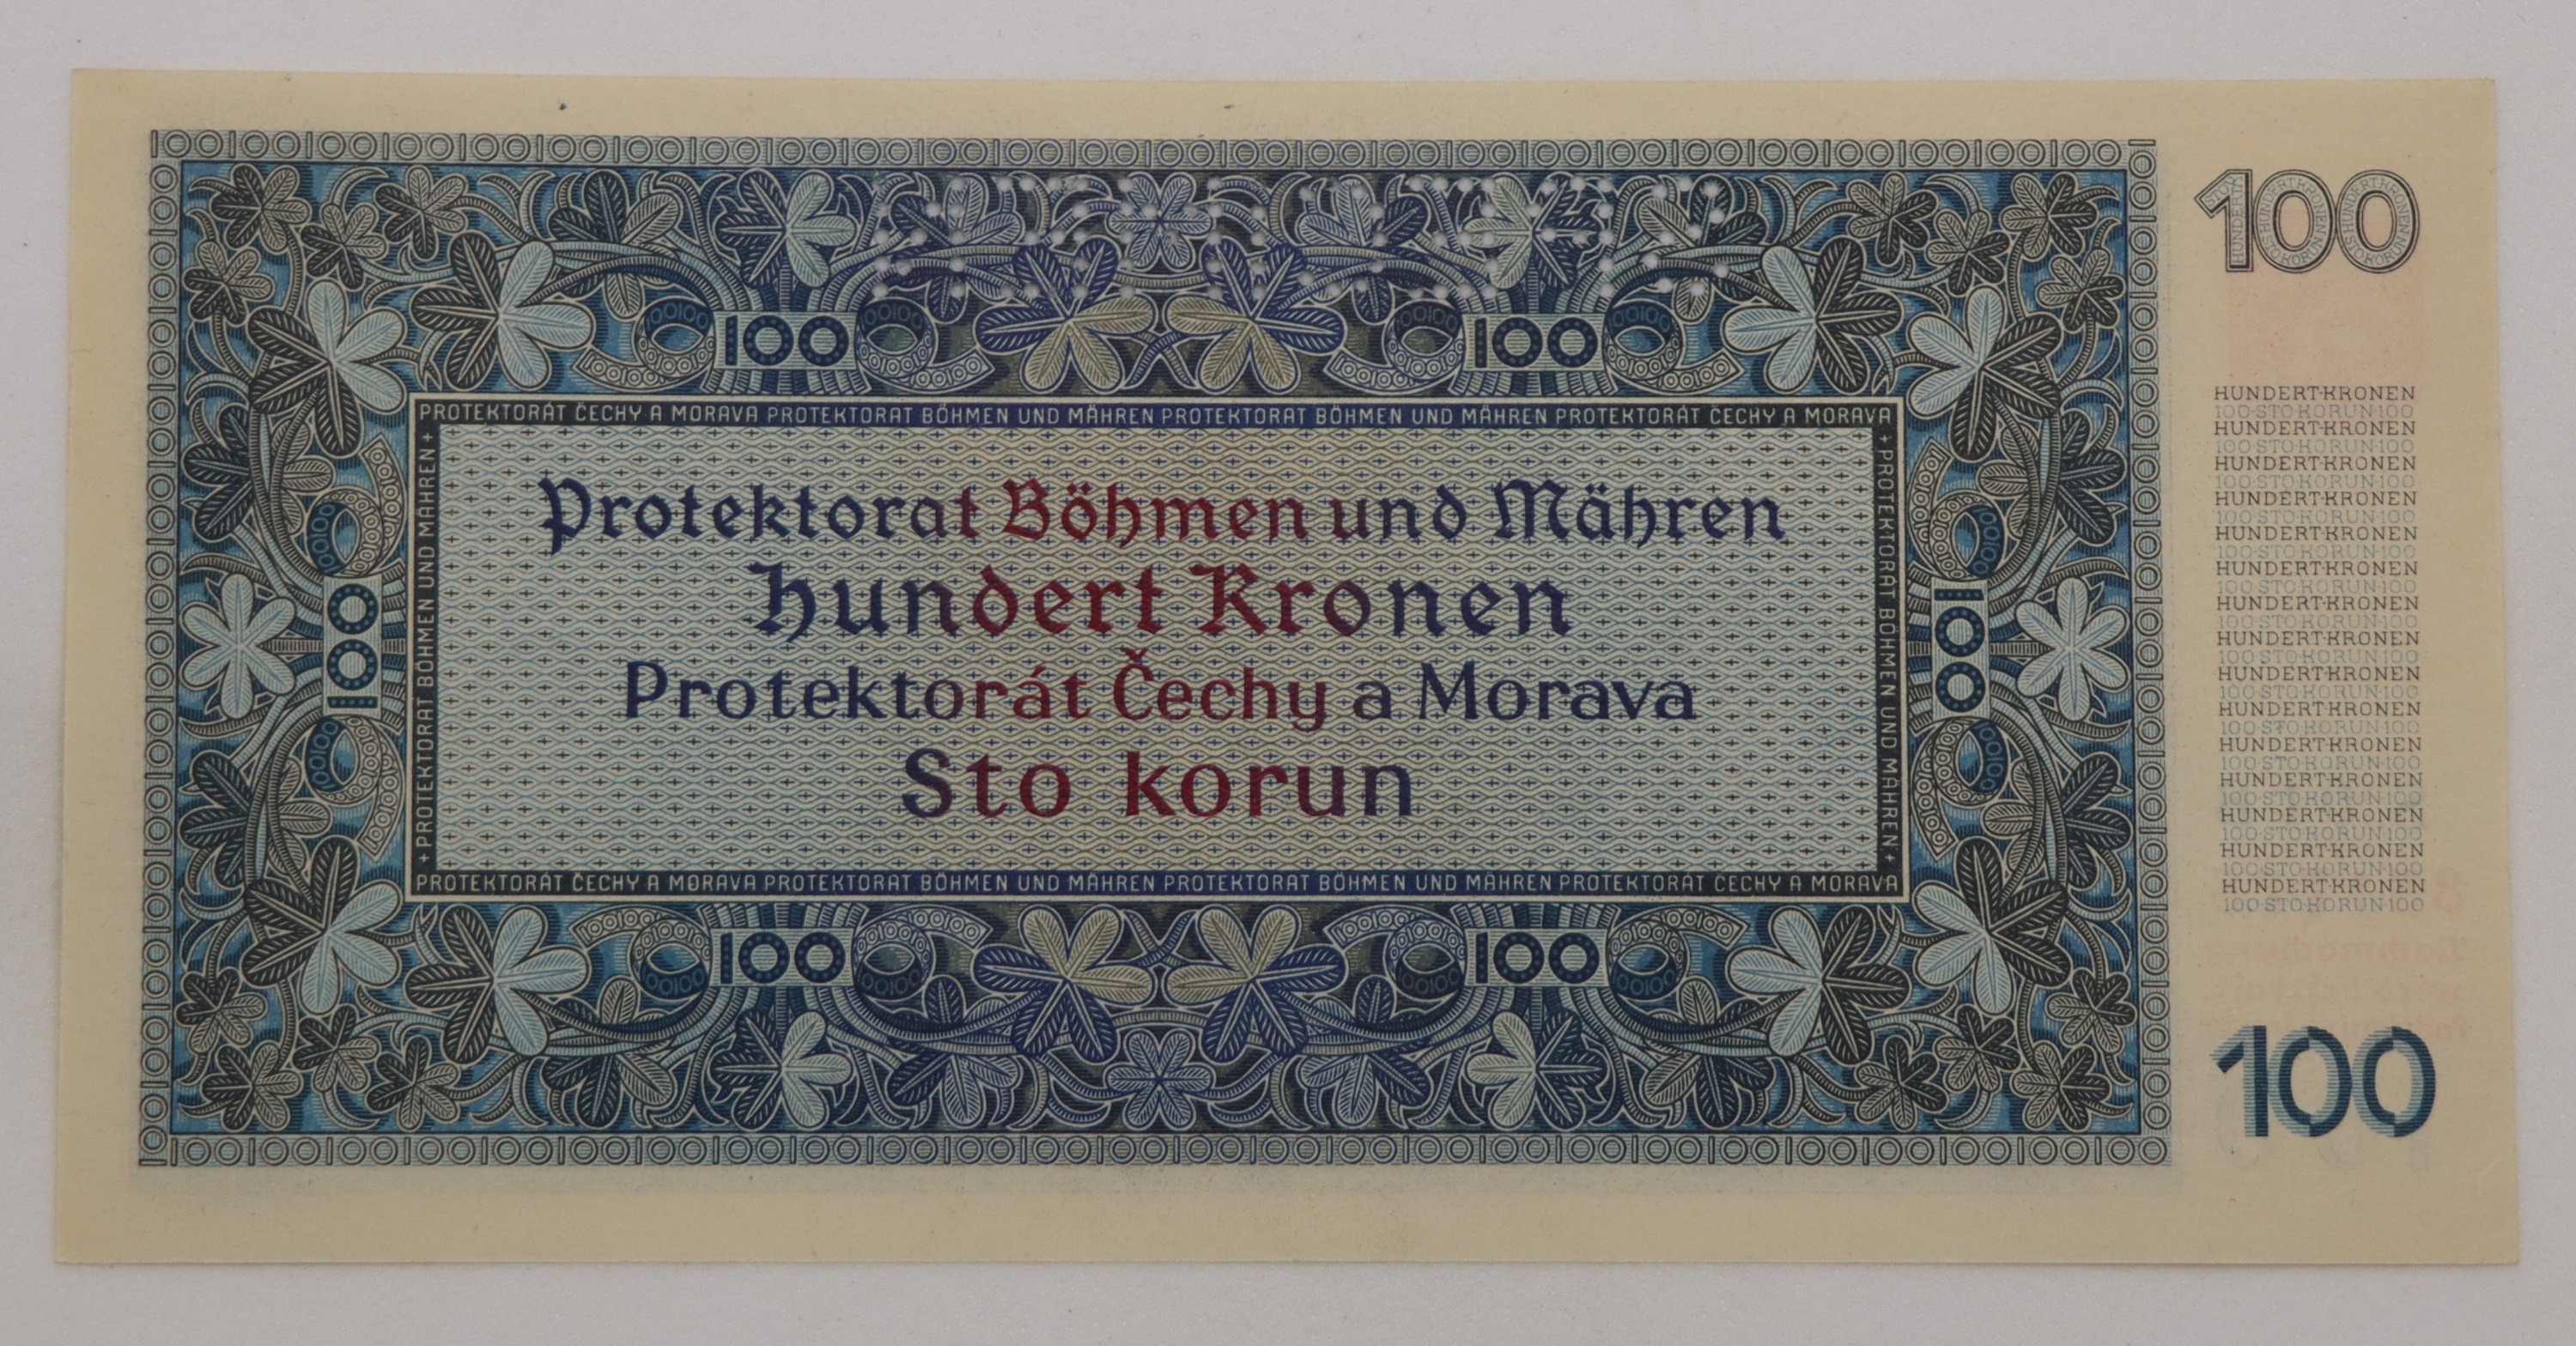 100
100 100
PROTEKTORÁT ČECHY A MORAVA PROTEKTORAT BÖHMEN UND MÄHREN PROTEKTORAT BÖHMEN UND MÄHREN PROTEKTORÁT ČECHY A MORAVA
+ PROTEKTORAT BÖHMEN UND MÄHREN +
Protektorat Böhmen und Mähren
Hundert Kronen
Protektorát Čechy a Morava
Sto korun
+ PROTEKTORÁT BÖHMEN UND MÄHREN +
100
100
PROTEKTORÁT ČECHY A MORAVA PROTEKTORAT BÖHMEN UND MÄHREN PROTEKTORAT BÖHMEN UND MÄHREN PROTEKTORÁT ČECHY A MORAVA
100 100
HUNDERT·KRONEN
100·STO·KORUN·100
HUNDERT·KRONEN
100·STO·KORUN·100
HUNDERT·KRONEN
100·STO·KORUN·100
HUNDERT·KRONEN
100·STO·KORUN·100
HUNDERT·KRONEN
100·STO·KORUN·100
HUNDERT·KRONEN
100·STO·KORUN·100
HUNDERT·KRONEN
100·STO·KORUN·100
HUNDERT·KRONEN
100·STO·KORUN·100
HUNDERT·KRONEN
100·STO·KORUN·100
HUNDERT·KRONEN
100·STO·KORUN·100
HUNDERT·KRONEN
100·STO·KORUN·100
HUNDERT·KRONEN
100·STO·KORUN·100
HUNDERT·KRONEN
100·STO·KORUN·100
HUNDERT·KRONEN
100·STO·KORUN·100
HUNDERT·KRONEN
100·STO·KORUN·100
100